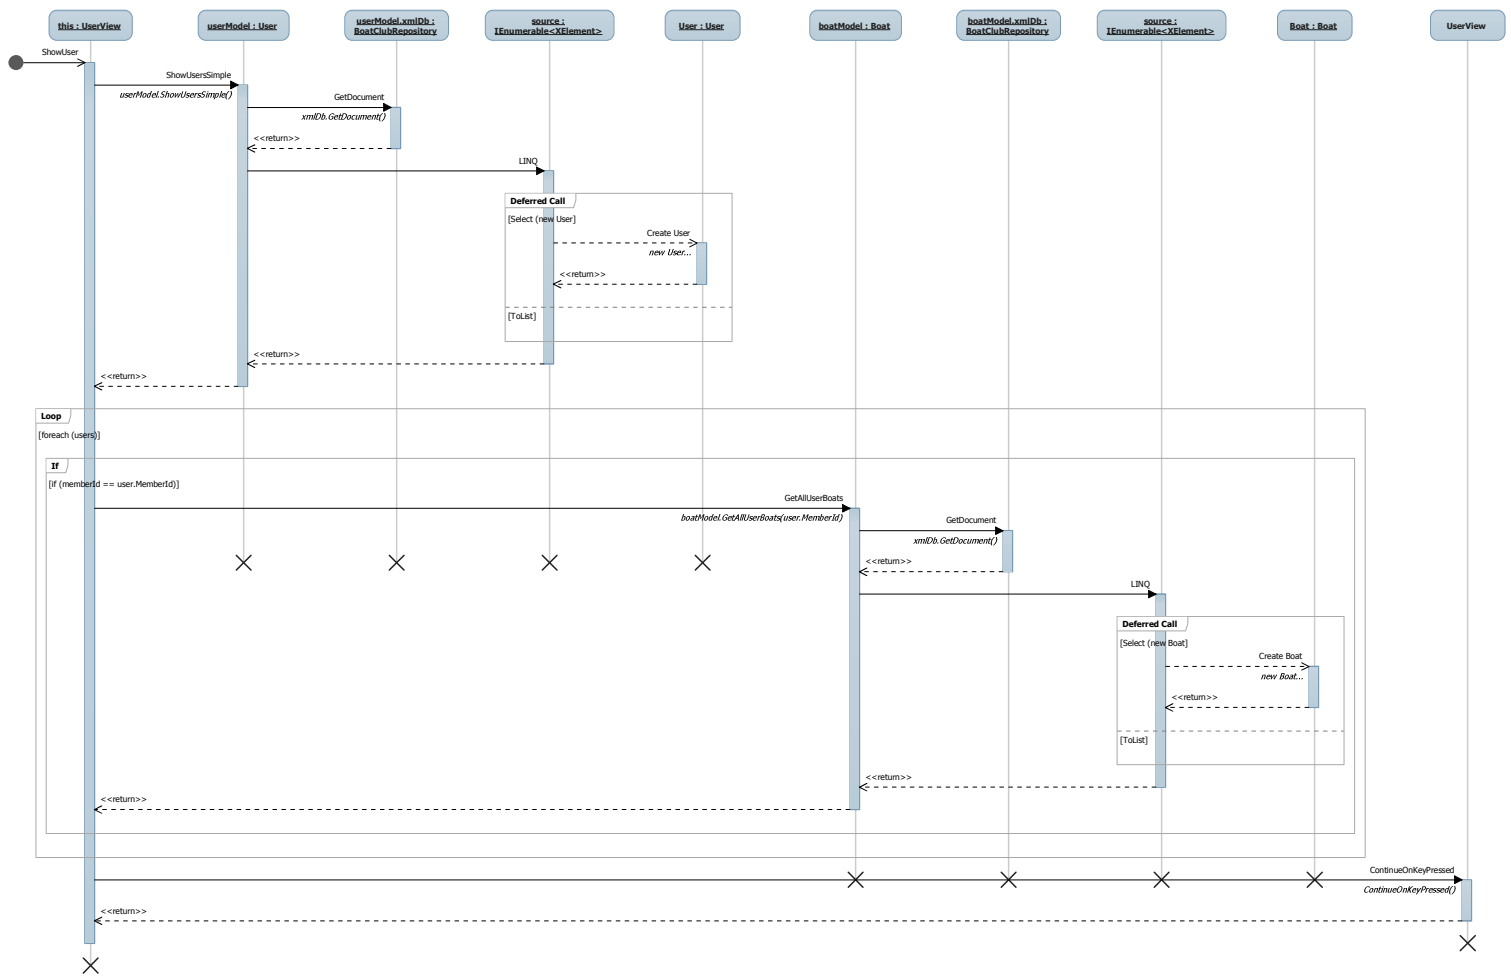 this : UserView
userModel : User
userModel.xmlDb :
BoatClubRepository
source :
IEnumerable<XElement>
User : User
boatModel : Boat
boatModel.xmlDb :
BoatClubRepository
source :
IEnumerable<XElement>
Boat : Boat
UserView
ShowUser
ShowUsersSimple
userModel.ShowUsersSimple()
GetDocument
xmlDb.GetDocument()
<<return>>
LINQ
Deferred Call
[Select (new User]
Create User
new User...
<<return>>
[ToList]
<<return>>
<<return>>
Loop
[foreach (users)]
If
[if (memberId == user.MemberId)]
GetAllUserBoats
boatModel.GetAllUserBoats(user.MemberId)
GetDocument
xmlDb.GetDocument()
<<return>>
LINQ
Deferred Call
[Select (new Boat]
Create Boat
new Boat...
<<return>>
[ToList]
<<return>>
<<return>>
ContinueOnKeyPressed
ContinueOnKeyPressed()
<<return>>